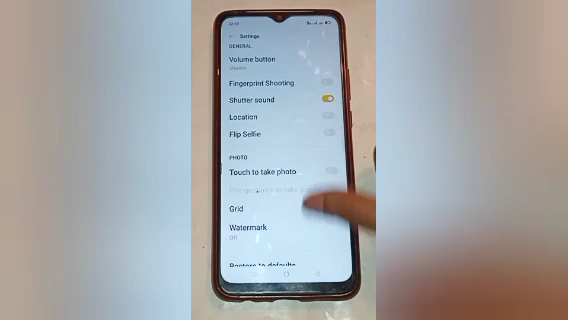 Settings
GENERAL
Volume button
Shutter
Fingerprint Shooting
Shutter sound
Location
Flip Selfie
PHOTO
Touch to take photo
Grid
Watermark
Off
Restore to defaults